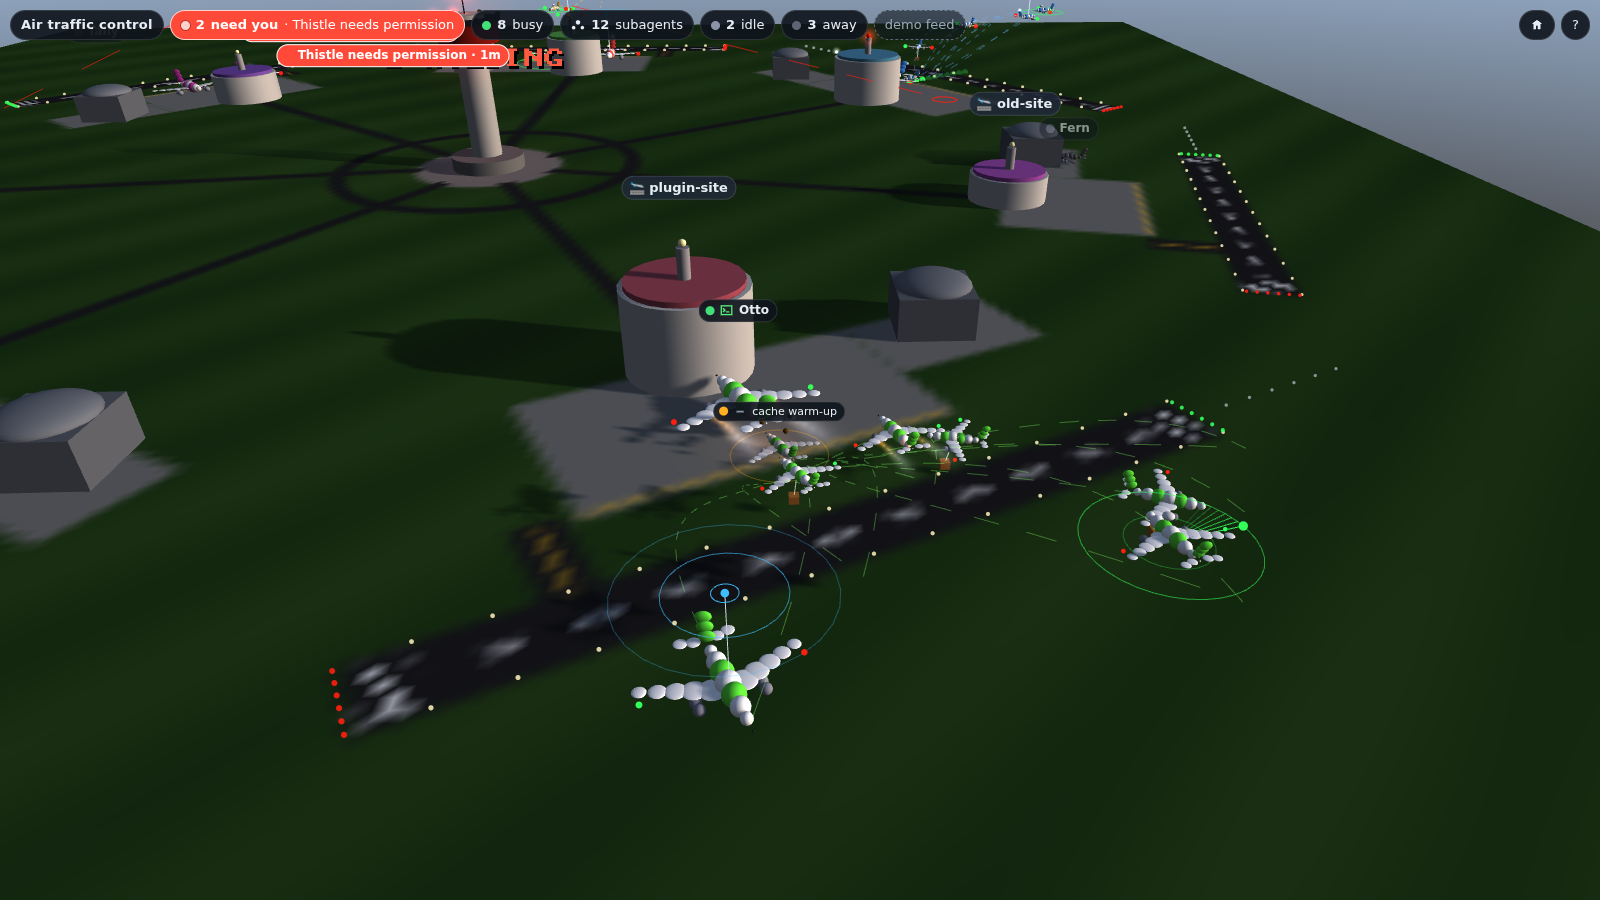 Air traffic control
2 need you · Thistle needs permission
8 busy
12 subagents
2 idle
3 away
demo feed
?
Thistle needs permission · 1m
ING
old-site
Fern
plugin-site
Otto
cache warm-up